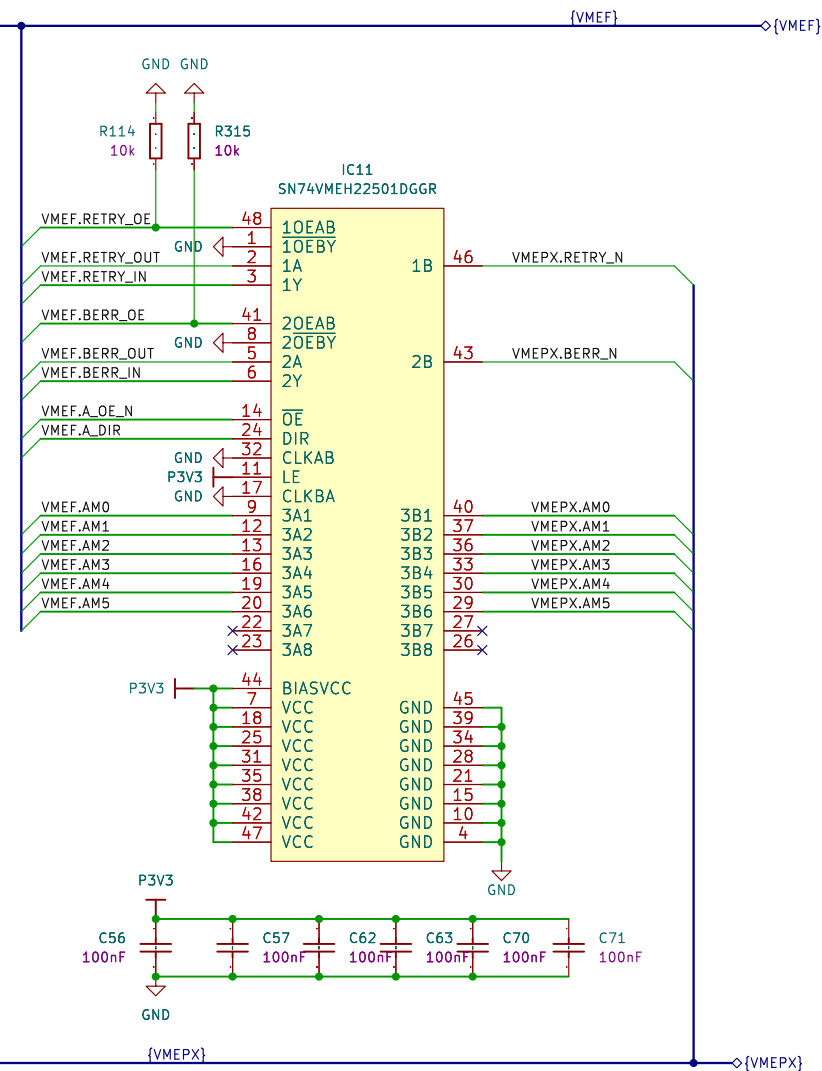 {VMEF}
{VMEF}
GND GND
R114
10k
R315
10k
IC11
SN74VMEH22501DGGR
VMEF.RETRY_OE 48 1OEAB
GND 1 1OEBY
VMEF.RETRY_OUT 2 1A 1B 46 VMEPX.RETRY_N
VMEF.RETRY_IN 3 1Y
VMEF.BERR_OE 41 2OEAB
GND 8 2OEBY
VMEF.BERR_OUT 5 2A 2B 43 VMEPX.BERR_N
VMEF.BERR_IN 6 2Y
VMEF.A_OE_N 14 OE
VMEF.A_DIR 24 DIR
GND 32 CLKAB
P3V3 11 LE
GND 17 CLKBA
VMEF.AM0 9 3A1 3B1 40 VMEPX.AM0
VMEF.AM1 12 3A2 3B2 37 VMEPX.AM1
VMEF.AM2 13 3A3 3B3 36 VMEPX.AM2
VMEF.AM3 16 3A4 3B4 33 VMEPX.AM3
VMEF.AM4 19 3A5 3B5 30 VMEPX.AM4
VMEF.AM5 20 3A6 3B6 29 VMEPX.AM5
22 3A7 3B7 27
23 3A8 3B8 26
P3V3 44 BIASVCC
7 VCC GND 45
18 VCC GND 39
25 VCC GND 34
31 VCC GND 28
35 VCC GND 21
38 VCC GND 15
42 VCC GND 10
47 VCC GND 4
GND
P3V3
C56 C57 C62 C63 C70 C71
100nF 100nF 100nF 100nF 100nF 100nF
GND
{VMEPX}
{VMEPX}